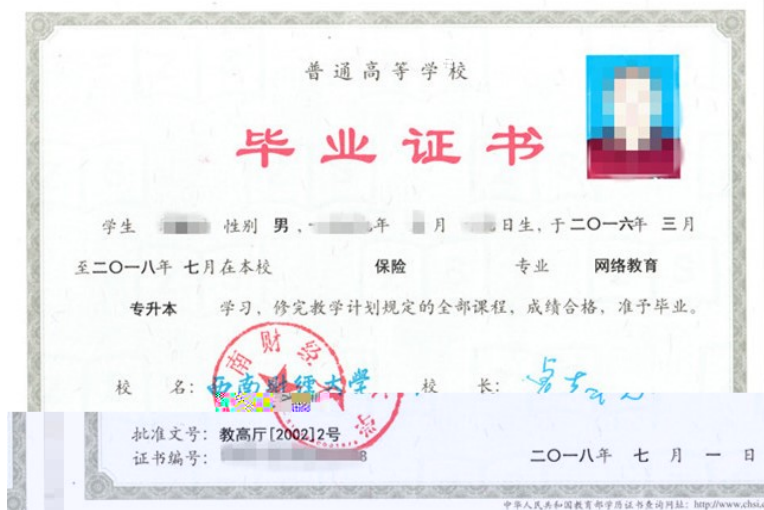 普通高等学校
毕业证书
学生 性别 男, 年 月 日生,于二〇一六年 三月
至二〇一八年 七月在本校 保险 专业 网络教育
专升本 学习,修完教学计划规定的全部课程,成绩合格,准予毕业。
校 名: 西南财经大学 校 长:
批准文号: 教高厅[2002]2号
证书编号: 8
二〇一八年 七 月 一 日
中华人民共和国教育部学历证书查询网址: http://www.chsi.c